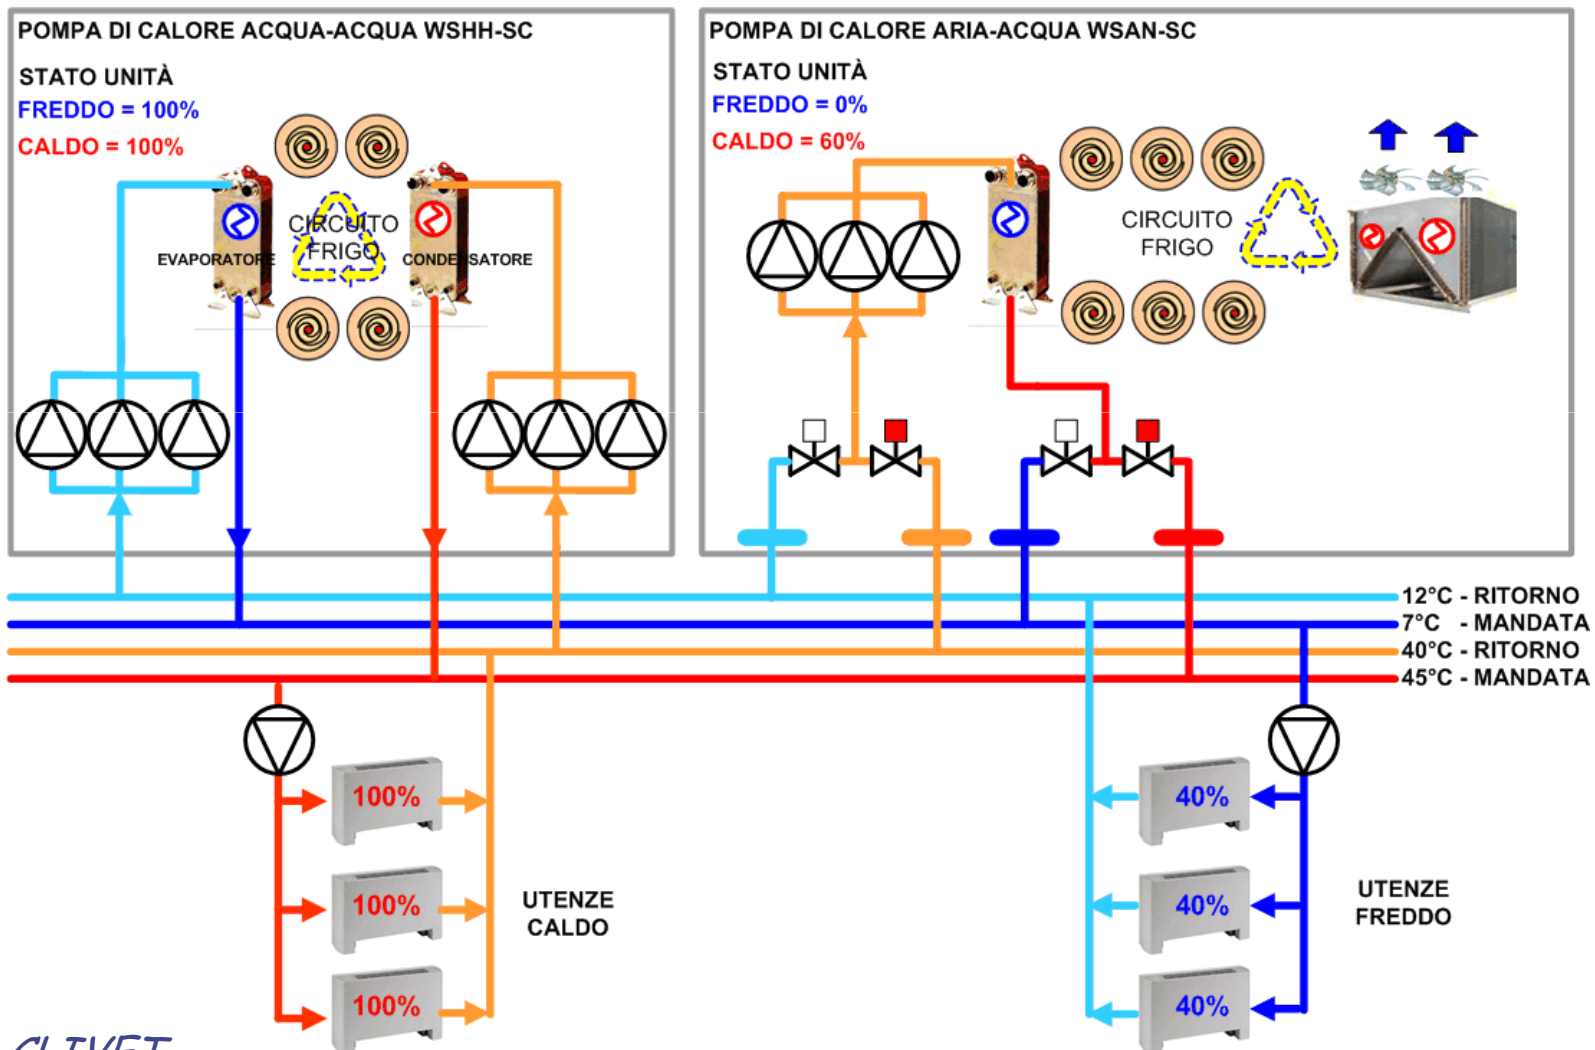 POMPA DI CALORE ACQUA-ACQUA WSHH-SC
STATO UNITÀ
FREDDO = 100%
CALDO = 100%
CIRCUITO
FRIGO
EVAPORATORE
CONDENSATORE
POMPA DI CALORE ARIA-ACQUA WSAN-SC
STATO UNITÀ
FREDDO = 0%
CALDO = 60%
CIRCUITO
FRIGO
12°C - RITORNO
7°C - MANDATA
40°C - RITORNO
45°C - MANDATA
100%
100%
100%
UTENZE
CALDO
40%
40%
40%
UTENZE
FREDDO
CLIVET